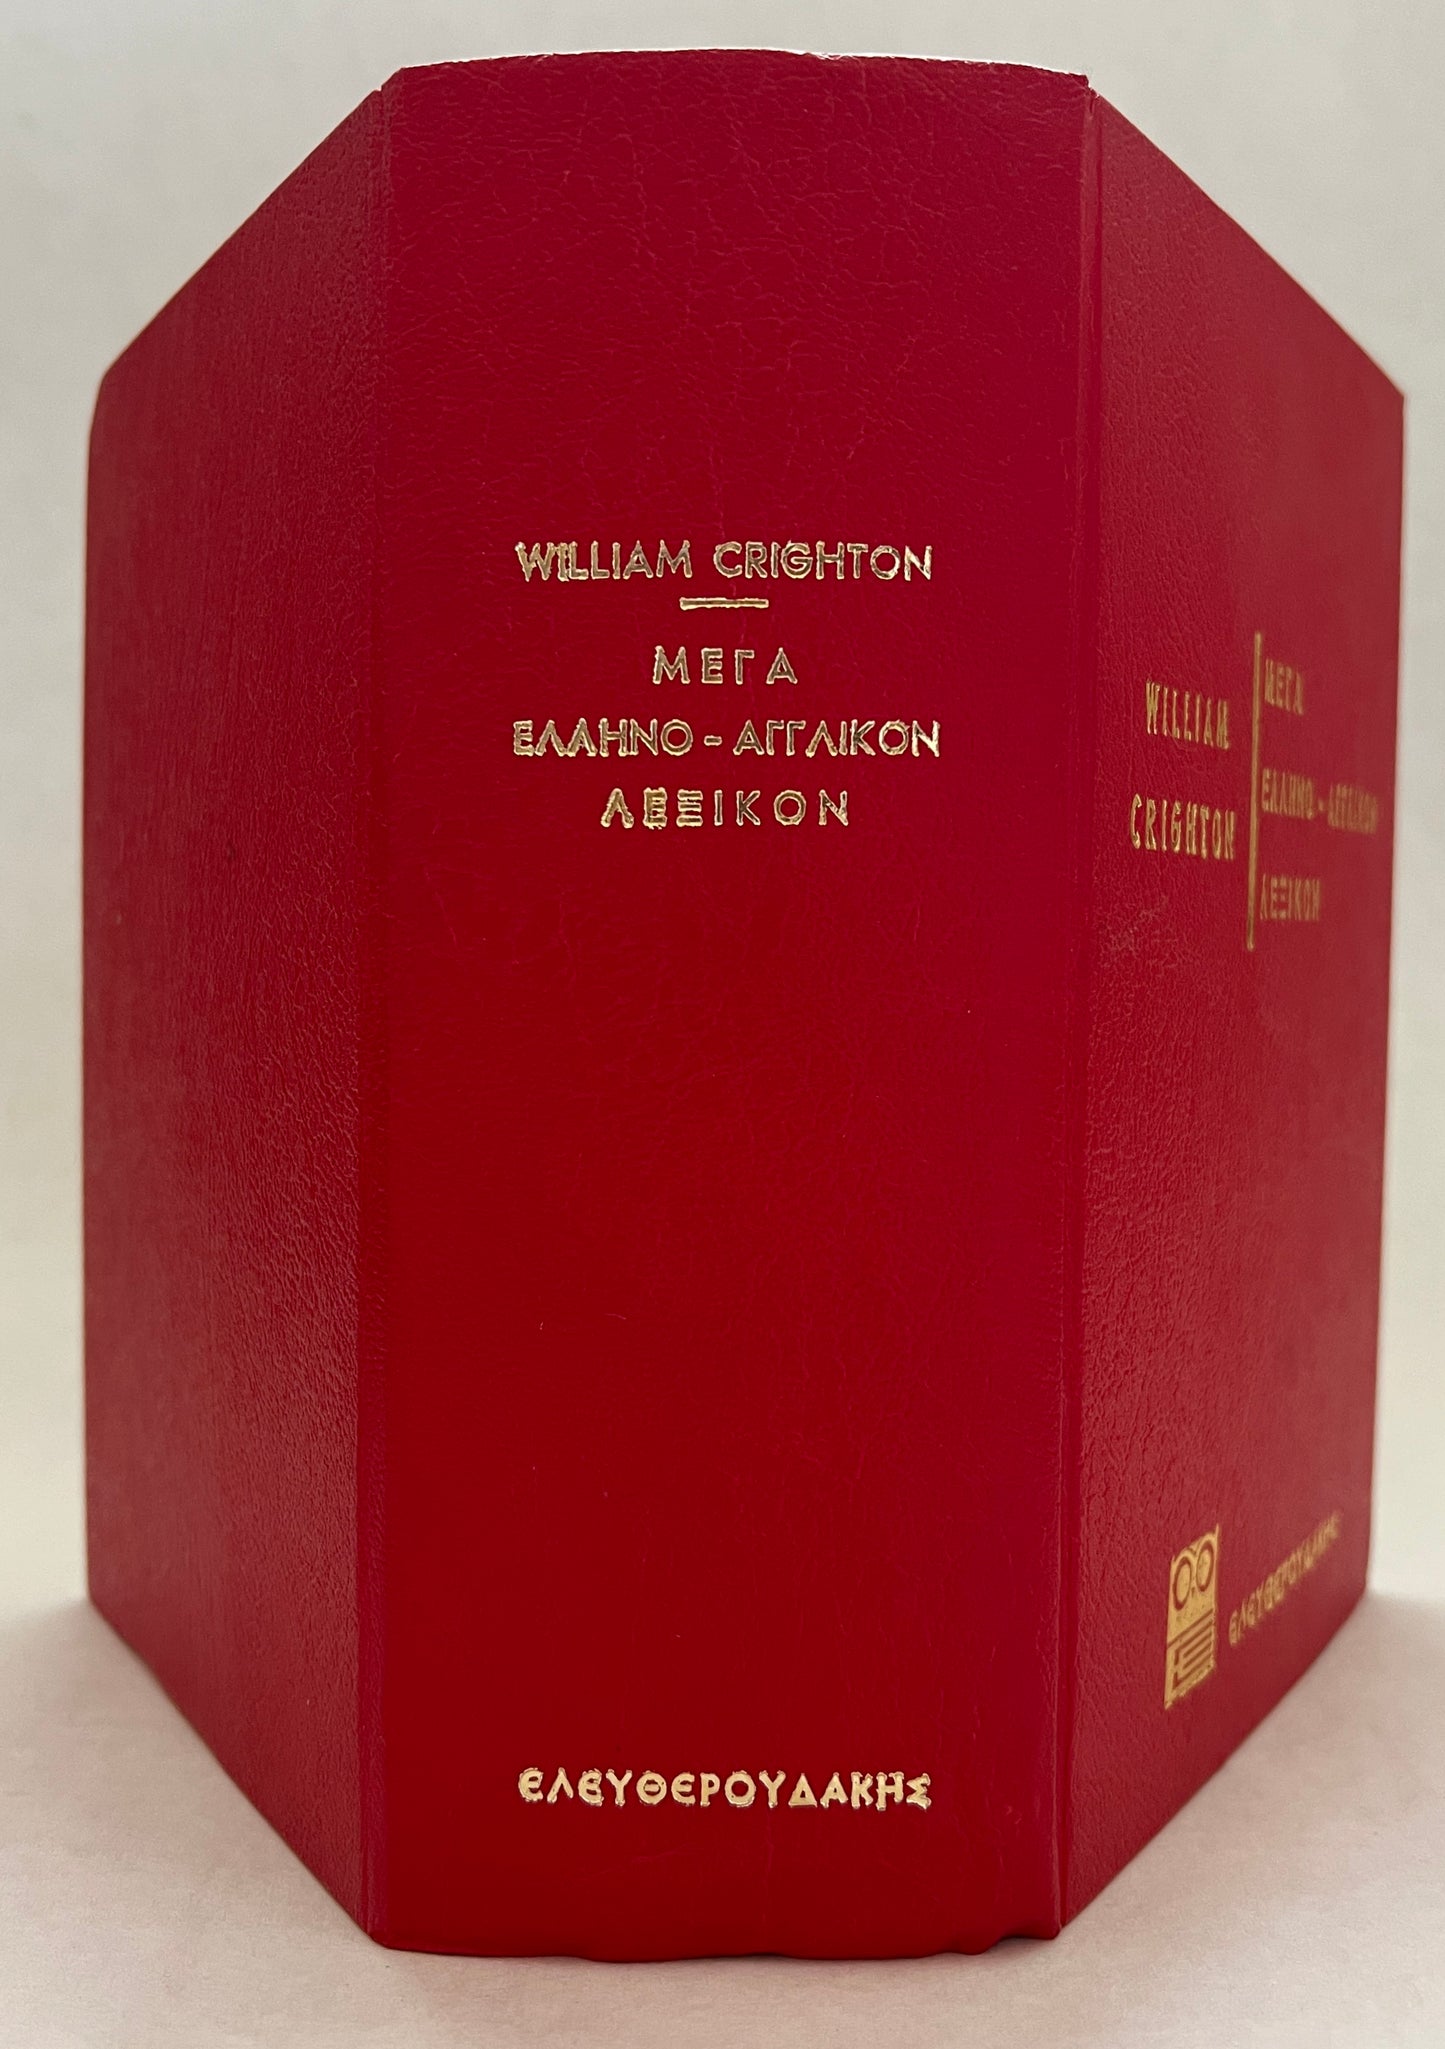 WILLIAM CRIGHTON
ΜΕΓΑ
ΕΛΛΗΝΟ - ΑΓΓΛΙΚΟΝ
ΛΕΞΙΚΟΝ
ΕΛΕΥΘΕΡΟΥΔΑΚΗΣ
WILLIAM
CRIGHTON
ΜΕΓΑ
ΕΛΛΗΝΟ - ΑΓΓΛΙΚΟΝ
ΛΕΞΙΚΟΝ
ΕΛΕΥΘΕΡΟΥΔΑΚΗΣ